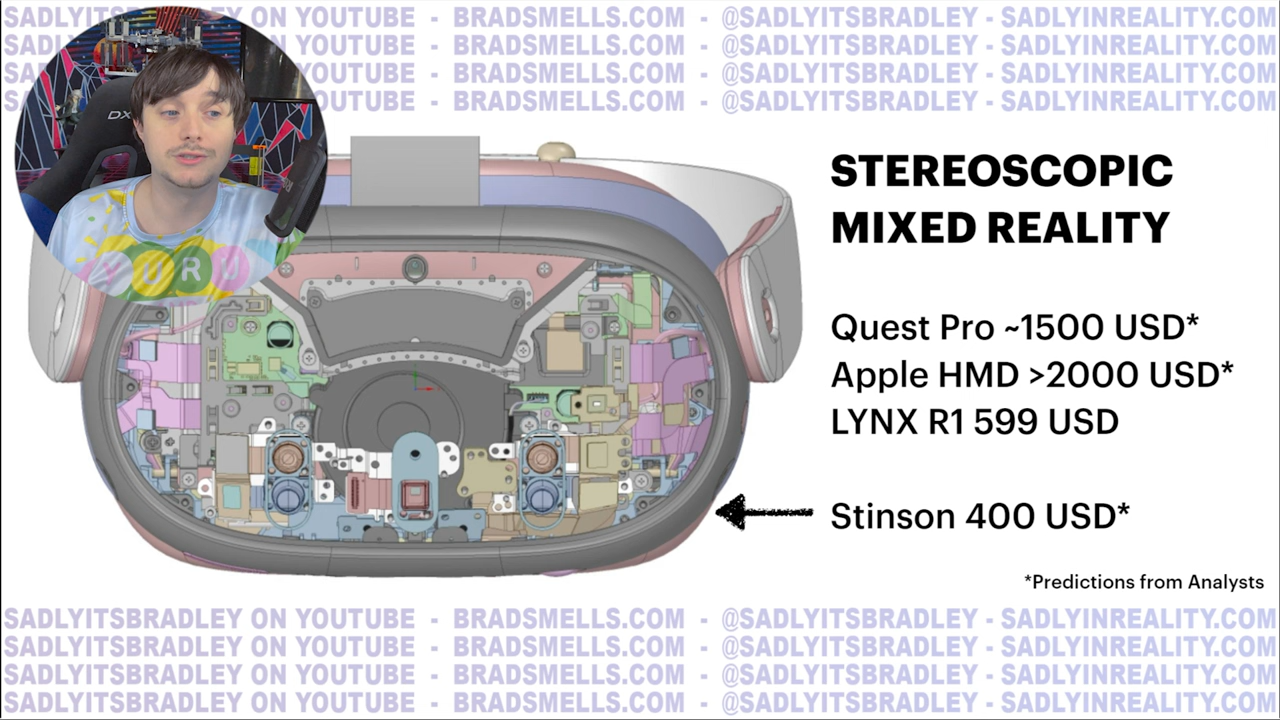 SADLYITSBRADLEY ON YOUTUBE - BRADSMELLS.COM - @SADLYITSBRADLEY - SADLYINREALITY.COM
YOUTUBE - BRADSMELLS.COM - @SADLYITSBRADLEY - SADLYINREALITY.COM
YOUTUBE - BRADSMELLS.COM - @SADLYITSBRADLEY - SADLYINREALITY.COM
YOUTUBE - BRADSMELLS.COM - @SADLYITSBRADLEY - SADLYINREALITY.COM
DX
YURU
STEREOSCOPIC
MIXED REALITY
Quest Pro ~1500 USD*
Apple HMD >2000 USD*
LYNX R1 599 USD
Stinson 400 USD*
*Predictions from Analysts
SADLYITSBRADLEY ON YOUTUBE - BRADSMELLS.COM - @SADLYITSBRADLEY - SADLYINREALITY.COM
SADLYITSBRADLEY ON YOUTUBE - BRADSMELLS.COM - @SADLYITSBRADLEY - SADLYINREALITY.COM
SADLYITSBRADLEY ON YOUTUBE - BRADSMELLS.COM - @SADLYITSBRADLEY - SADLYINREALITY.COM
SADLYITSBRADLEY ON YOUTUBE - BRADSMELLS.COM - @SADLYITSBRADLEY - SADLYINREALITY.COM